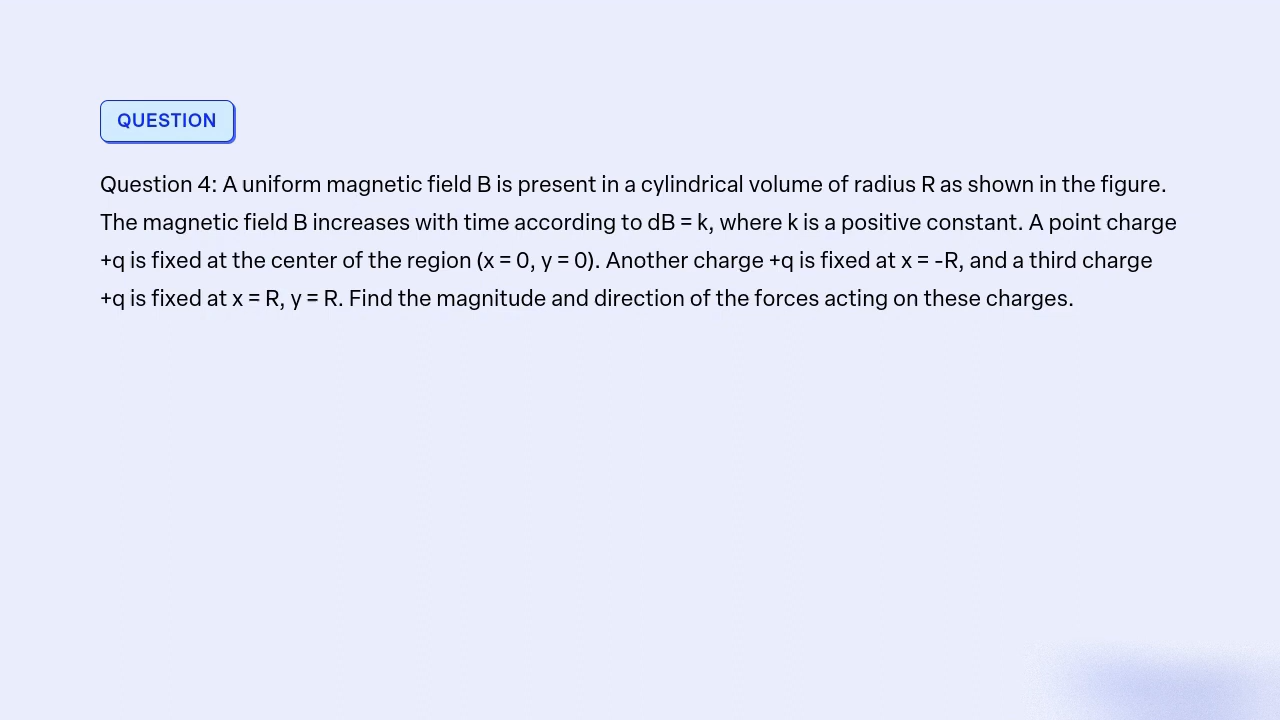 QUESTION
Question 4: A uniform magnetic field B is present in a cylindrical volume of radius R as shown in the figure.
The magnetic field B increases with time according to dB = k, where k is a positive constant. A point charge
+q is fixed at the center of the region (x = 0, y = 0). Another charge +q is fixed at x = -R, and a third charge
+q is fixed at x = R, y = R. Find the magnitude and direction of the forces acting on these charges.